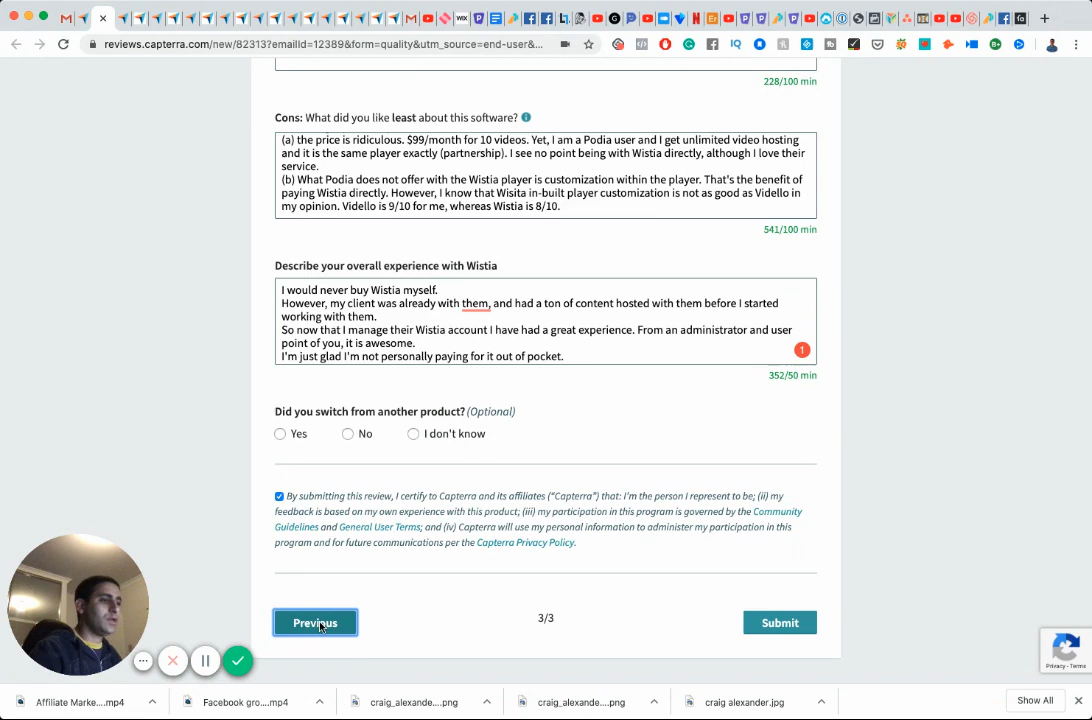 reviews.capterra.com/new/82313?emailId=12389&form=quality&utm_source=end-user&...
228/100 min
Cons: What did you like least about this software?
(a) the price is ridiculous. $99/month for 10 videos. Yet, I am a Podia user and I get unlimited video hosting
and it is the same player exactly (partnership). I see no point being with Wistia directly, although I love their
service.
(b) What Podia does not offer with the Wistia player is customization within the player. That's the benefit of
paying Wistia directly. However, I know that Wisita in-built player customization is not as good as Vidello in
my opinion. Vidello is 9/10 for me, whereas Wistia is 8/10.
541/100 min
Describe your overall experience with Wistia
I would never buy Wistia myself.
However, my client was already with them, and had a ton of content hosted with them before I started
working with them.
So now that I manage their Wistia account I have had a great experience. From an administrator and user
point of you, it is awesome.
I'm just glad I'm not personally paying for it out of pocket.
1
352/50 min
Did you switch from another product? (Optional)
Yes No I don't know
By submitting this review, I certify to Capterra and its affiliates (“Capterra”) that: I'm the person I represent to be; (ii) my
feedback is based on my own experience with this product; (iii) my participation in this program is governed by the Community
Guidelines and General User Terms; and (iv) Capterra will use my personal information to administer my participation in this
program and for future communications per the Capterra Privacy Policy.
Previous 3/3 Submit
Privacy - Terms
Affiliate Marke....mp4 Facebook gro....mp4 craig_alexande....png craig_alexande....png craig alexander.jpg Show All